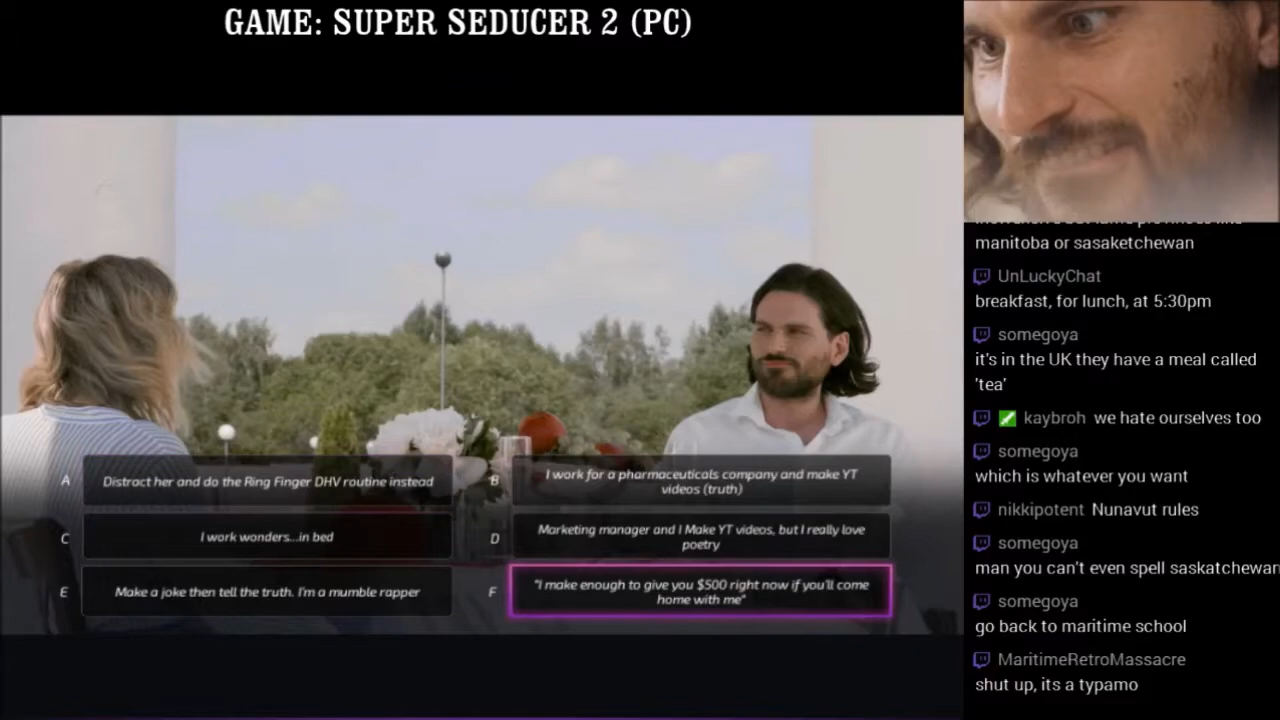 GAME: SUPER SEDUCER 2 (PC)
A
Distract her and do the Ring Finger DHV routine instead
B
I work for a pharmaceuticals company and make YT
videos (truth)
C
I work wonders...in bed
D
Marketing manager and I Make YT videos, but I really love
poetry
E
Make a joke then tell the truth. I'm a mumble rapper
F
"I make enough to give you $500 right now if you'll come
home with me"
manitoba or sasaketchewan
UnLuckyChat
breakfast, for lunch, at 5:30pm
somegoya
it's in the UK they have a meal called
'tea'
kaybroh we hate ourselves too
somegoya
which is whatever you want
nikkipotent Nunavut rules
somegoya
man you can't even spell saskatchewan
somegoya
go back to maritime school
MaritimeRetroMassacre
shut up, its a typamo